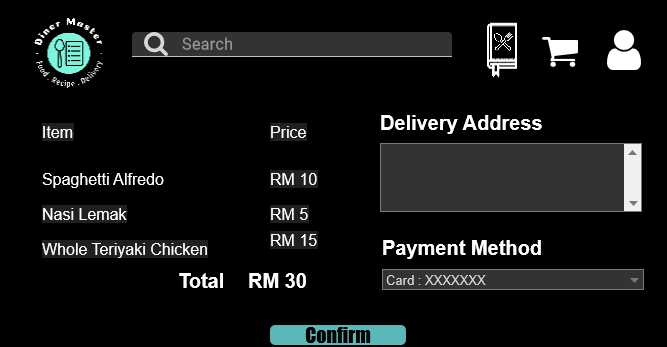 Diner Master
Food . Recipe . Delivery
Search
Item Price
Spaghetti Alfredo RM 10
Nasi Lemak RM 5
Whole Teriyaki Chicken RM 15
Total RM 30
Delivery Address
Payment Method
Card : XXXXXXX
Confirm